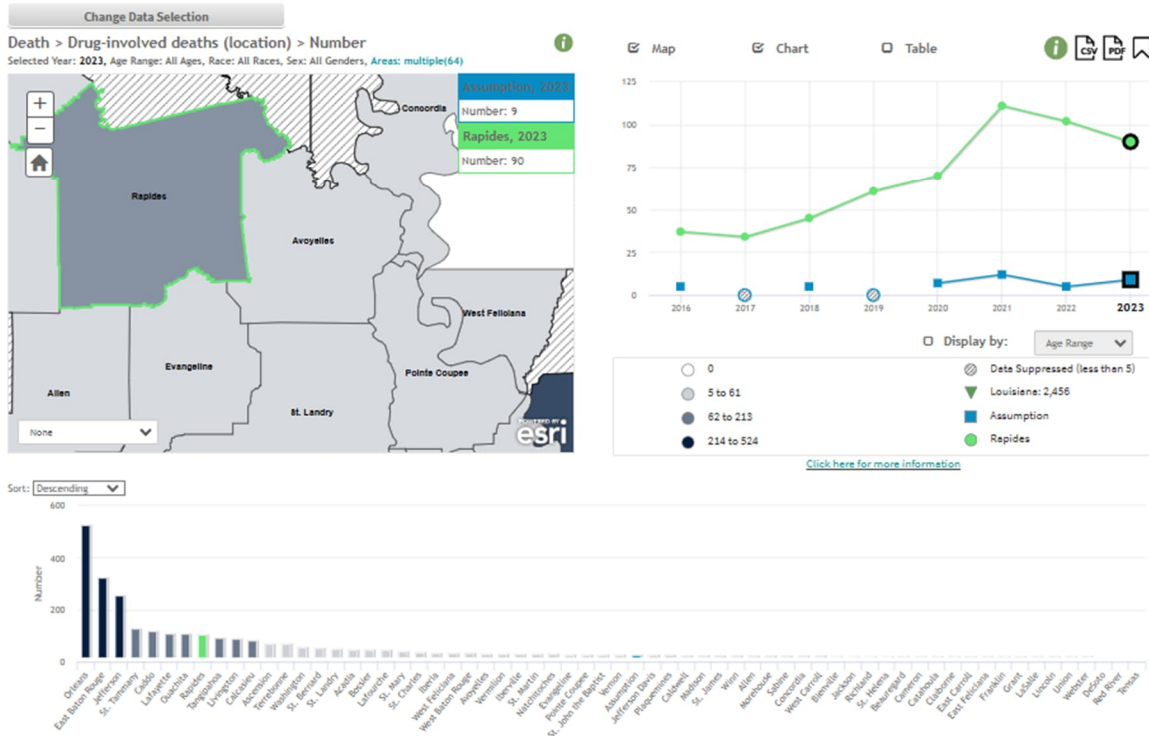 Change Data Selection
Death > Drug-involved deaths (location) > Number
Selected Year: 2023, Age Range: All Ages, Race: All Races, Sex: All Genders, Areas: multiple(64)
+
−
Assumption, 2023
Number: 9
Rapides, 2023
Number: 90
Concordia
Rapides
Avoyelles
West Feliciana
Evangeline
Allen
Pointe Coupee
St. Landry
None
POWERED BY
esri
Map
Chart
Table
i
CSV
PDF
125
100
75
50
25
0
2016
2017
2018
2019
2020
2021
2022
2023
Display by:
Age Range
0
5 to 61
62 to 213
214 to 524
Data Suppressed (less than 5)
Louisiana: 2,456
Assumption
Rapides
Click here for more information
Sort: Descending
600
400
200
0
Number
Orleans
East Baton Rouge
Jefferson
St. Tammany
Caddo
Lafayette
Ouachita
Rapides
Tangipahoa
Livingston
Calcasieu
Ascension
Terrebonne
Washington
St. Bernard
St. Landry
Acadia
Bossier
Lafourche
St. Mary
St. Charles
Iberia
West Feliciana
West Baton Rouge
Avoyelles
Vermilion
Iberville
St. Martin
Natchitoches
Evangeline
Pointe Coupee
St. John the Baptist
Vernon
Assumption
Jefferson Davis
Plaquemines
Caldwell
Madison
St. James
Winn
Allen
Morehouse
Sabine
Concordia
West Carroll
Bienville
Jackson
Richland
St. Helena
Beauregard
Cameron
Catahoula
Claiborne
East Carroll
East Feliciana
Franklin
Grant
LaSalle
Lincoln
Union
Webster
DeSoto
Red River
Tensas